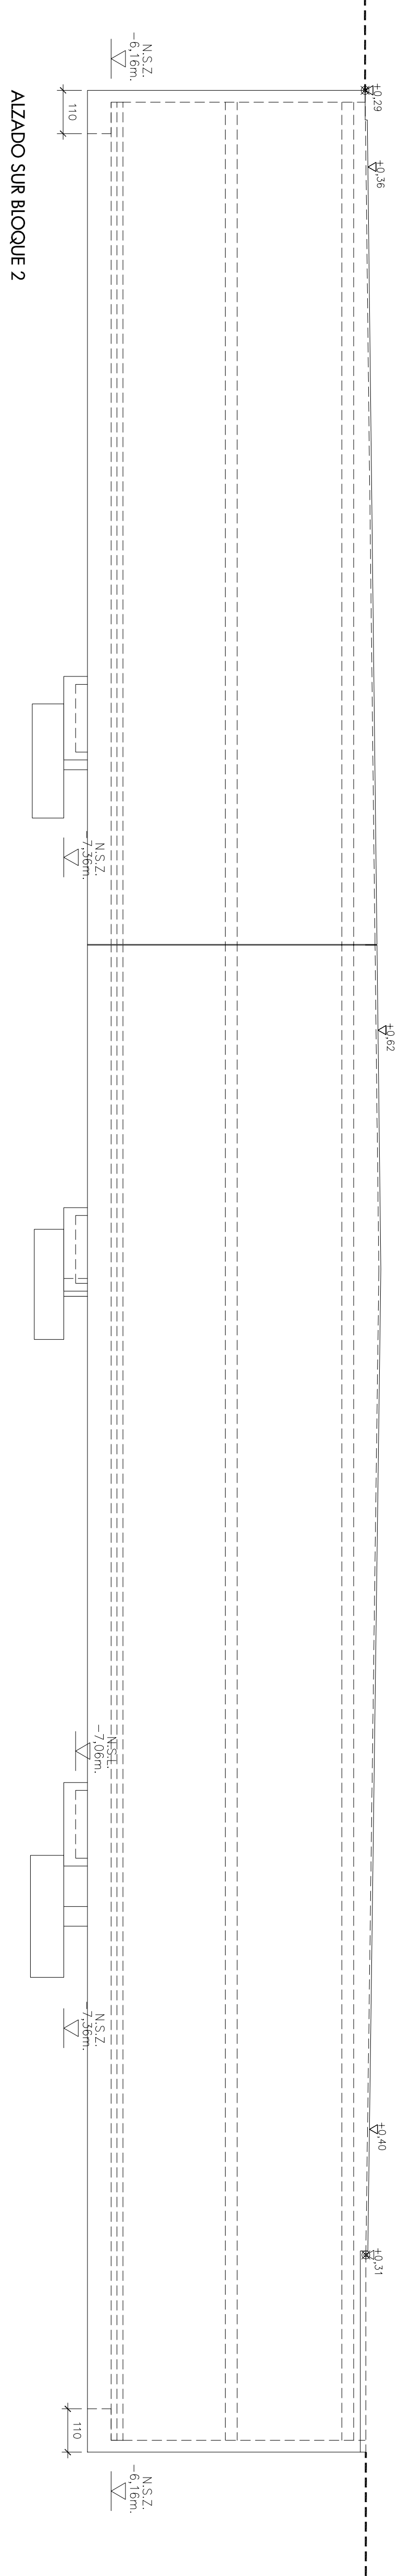 +0,29
+0,36
+0,62
+0,40
+0,31
N.S.Z.
-6,16m.
110
N.S.Z.
-7,36m.
N.S.L.
-7,06m.
N.S.Z.
-7,36m.
110
N.S.Z.
-6,16m.
ALZADO SUR BLOQUE 2